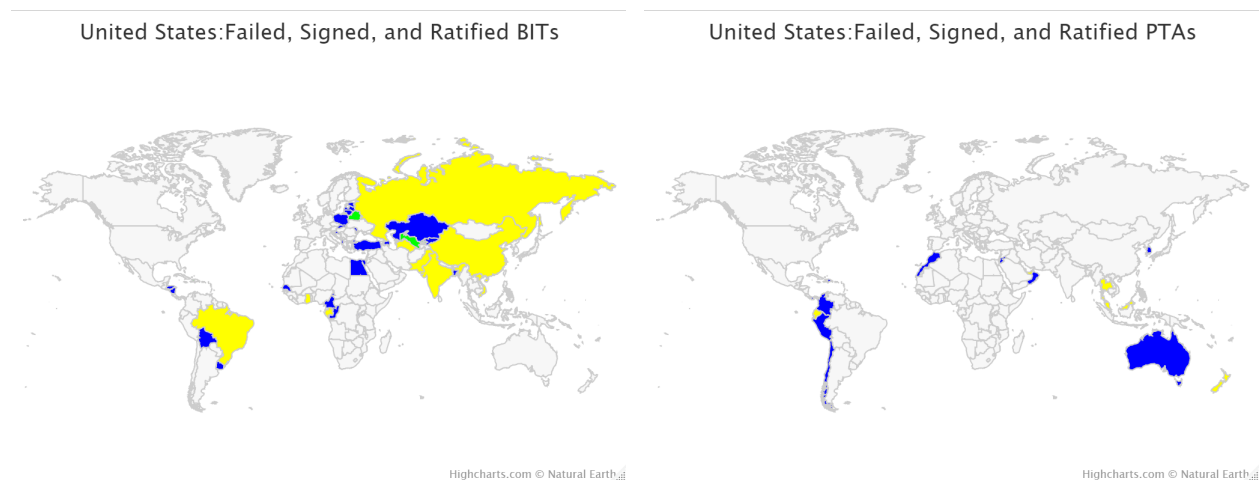 United States:Failed, Signed, and Ratified BITs
United States:Failed, Signed, and Ratified PTAs
Highcharts.com © Natural Earth
Highcharts.com © Natural Earth